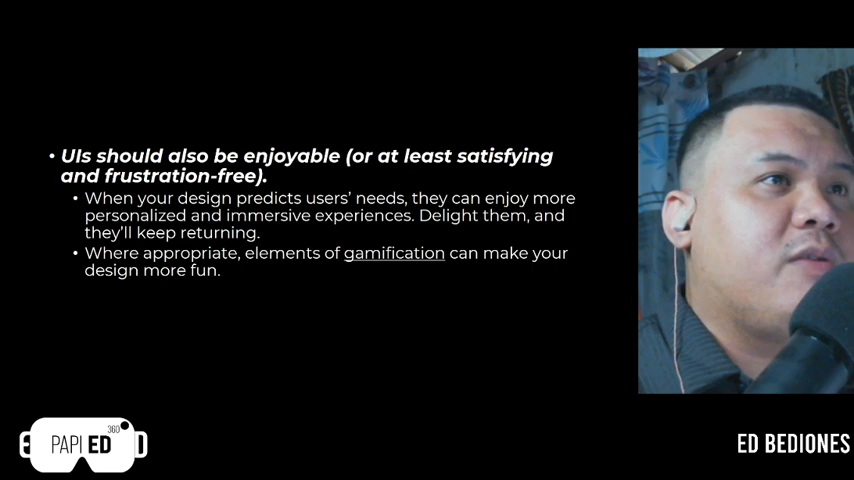 • UIs should also be enjoyable (or at least satisfying
and frustration-free).
• When your design predicts users’ needs, they can enjoy more
personalized and immersive experiences. Delight them, and
they’ll keep returning.
• Where appropriate, elements of gamification can make your
design more fun.
360
PAPI ED
ED BEDIONES